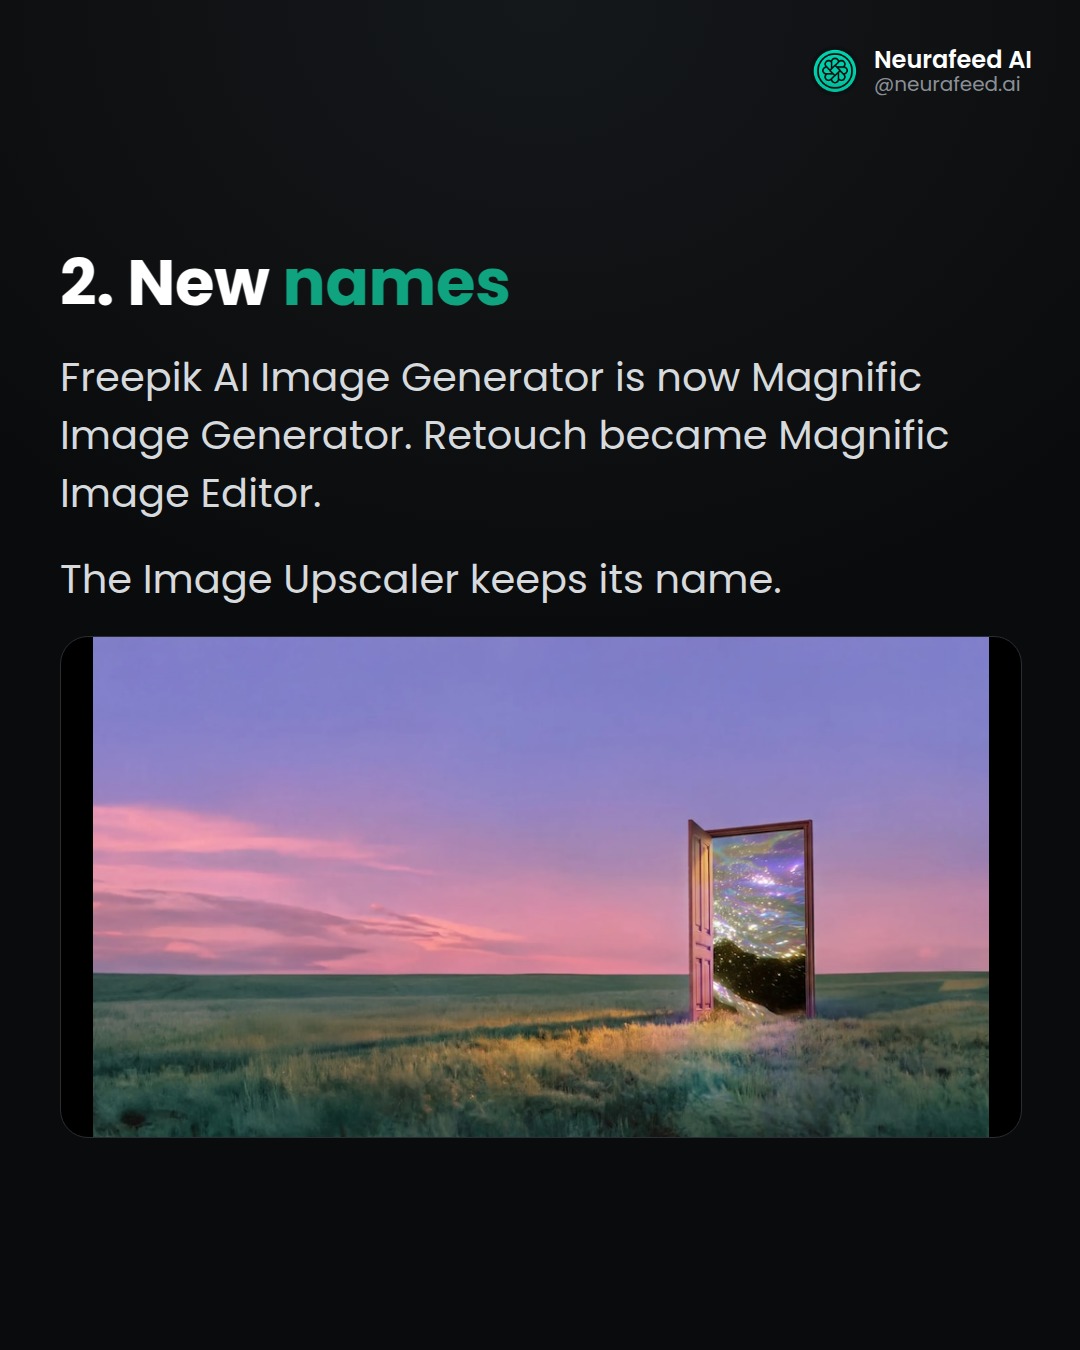 Neurafeed AI
@neurafeed.ai
2. New names
Freepik AI Image Generator is now Magnific
Image Generator. Retouch became Magnific
Image Editor.
The Image Upscaler keeps its name.